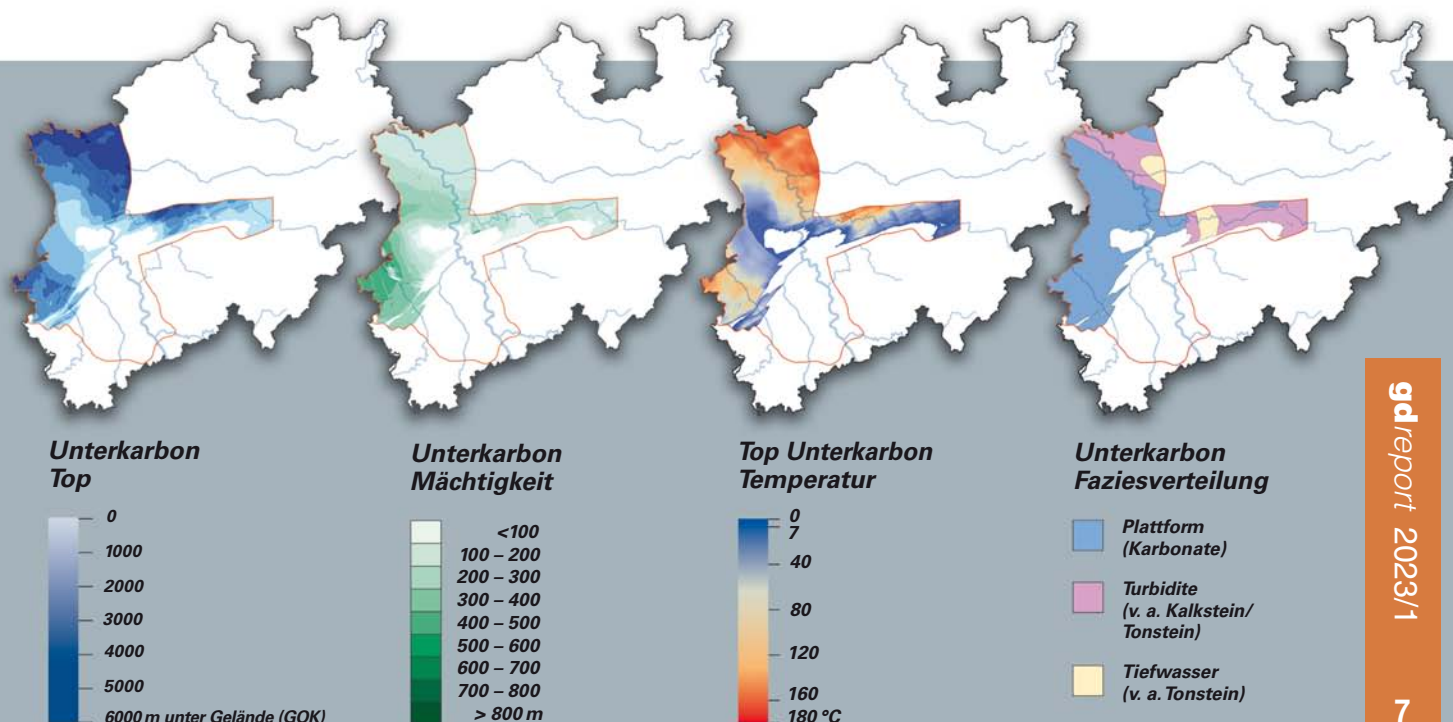 Unterkarbon
Top
0
1000
2000
3000
4000
5000
6000 m unter Gelände (GOK)
Unterkarbon
Mächtigkeit
<100
100 – 200
200 – 300
300 – 400
400 – 500
500 – 600
600 – 700
700 – 800
> 800 m
Top Unterkarbon
Temperatur
0
7
40
80
120
160
180 °C
Unterkarbon
Faziesverteilung
Plattform
(Karbonate)
Turbidite
(v. a. Kalkstein/
Tonstein)
Tiefwasser
(v. a. Tonstein)
gdreport 2023/1
7